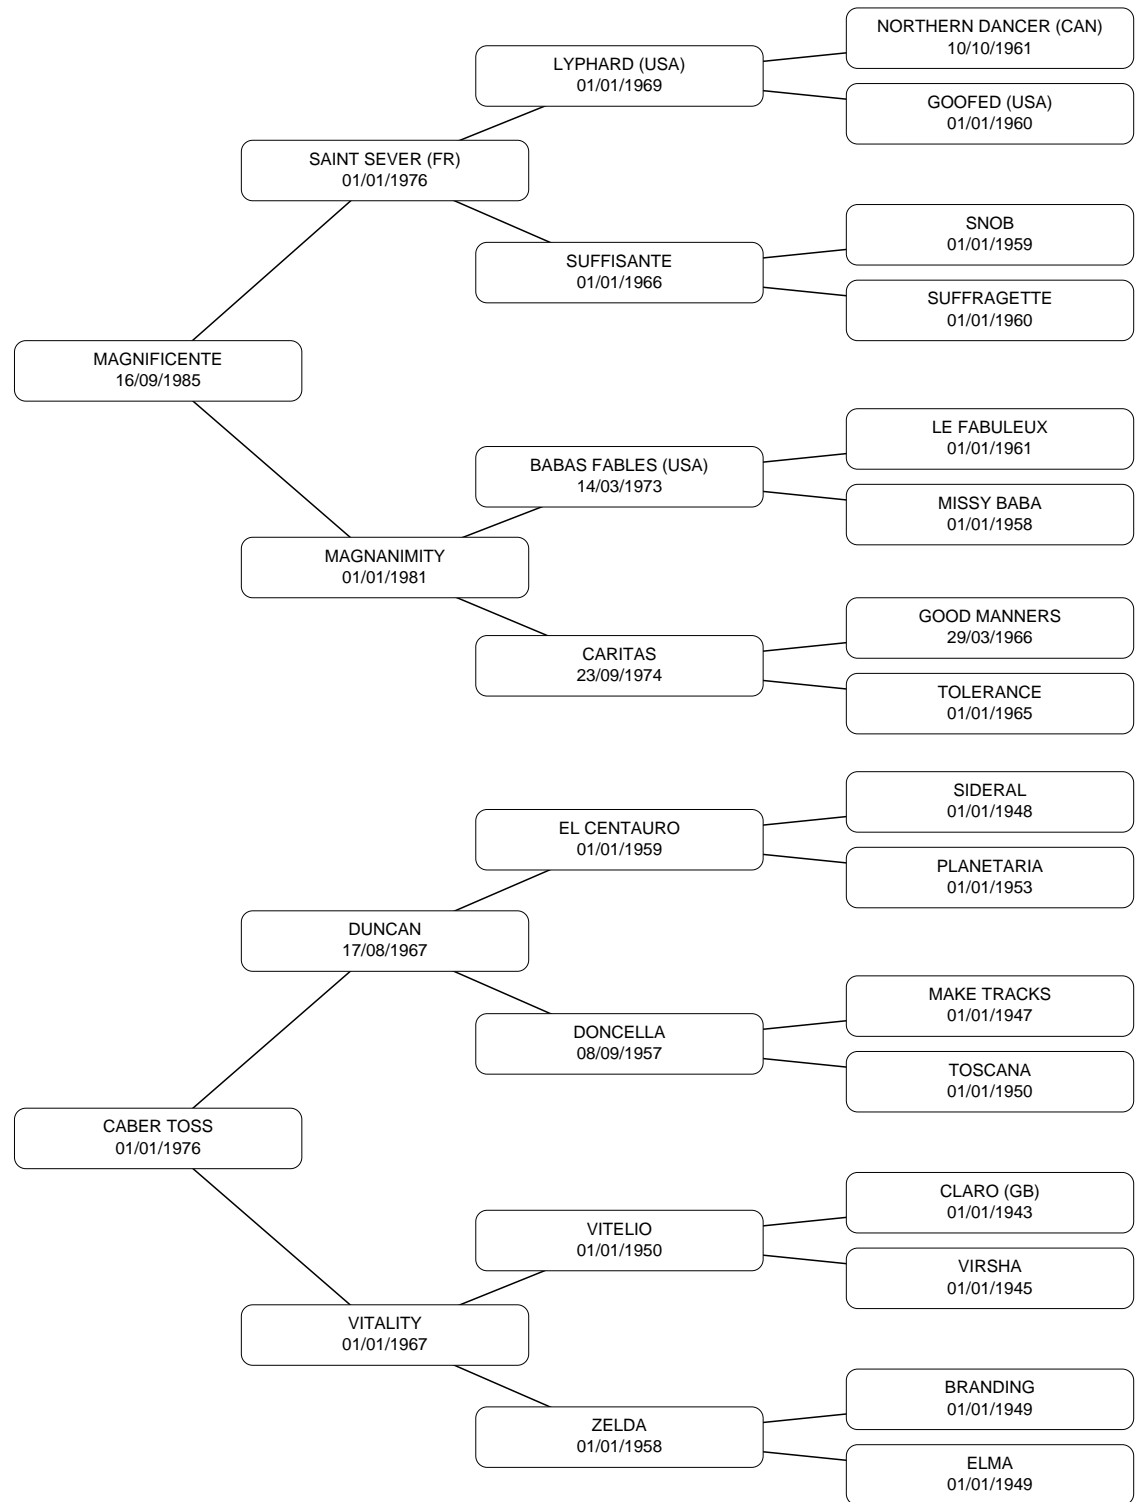 NORTHERN DANCER (CAN)
10/10/1961
LYPHARD (USA)
01/01/1969
GOOFED (USA)
01/01/1960
SAINT SEVER (FR)
01/01/1976
SNOB
01/01/1959
SUFFISANTE
01/01/1966
SUFFRAGETTE
01/01/1960
MAGNIFICENTE
16/09/1985
LE FABULEUX
01/01/1961
BABAS FABLES (USA)
14/03/1973
MISSY BABA
01/01/1958
MAGNANIMITY
01/01/1981
GOOD MANNERS
29/03/1966
CARITAS
23/09/1974
TOLERANCE
01/01/1965
SIDERAL
01/01/1948
EL CENTAURO
01/01/1959
PLANETARIA
01/01/1953
DUNCAN
17/08/1967
MAKE TRACKS
01/01/1947
DONCELLA
08/09/1957
TOSCANA
01/01/1950
CABER TOSS
01/01/1976
CLARO (GB)
01/01/1943
VITELIO
01/01/1950
VIRSHA
01/01/1945
VITALITY
01/01/1967
BRANDING
01/01/1949
ZELDA
01/01/1958
ELMA
01/01/1949